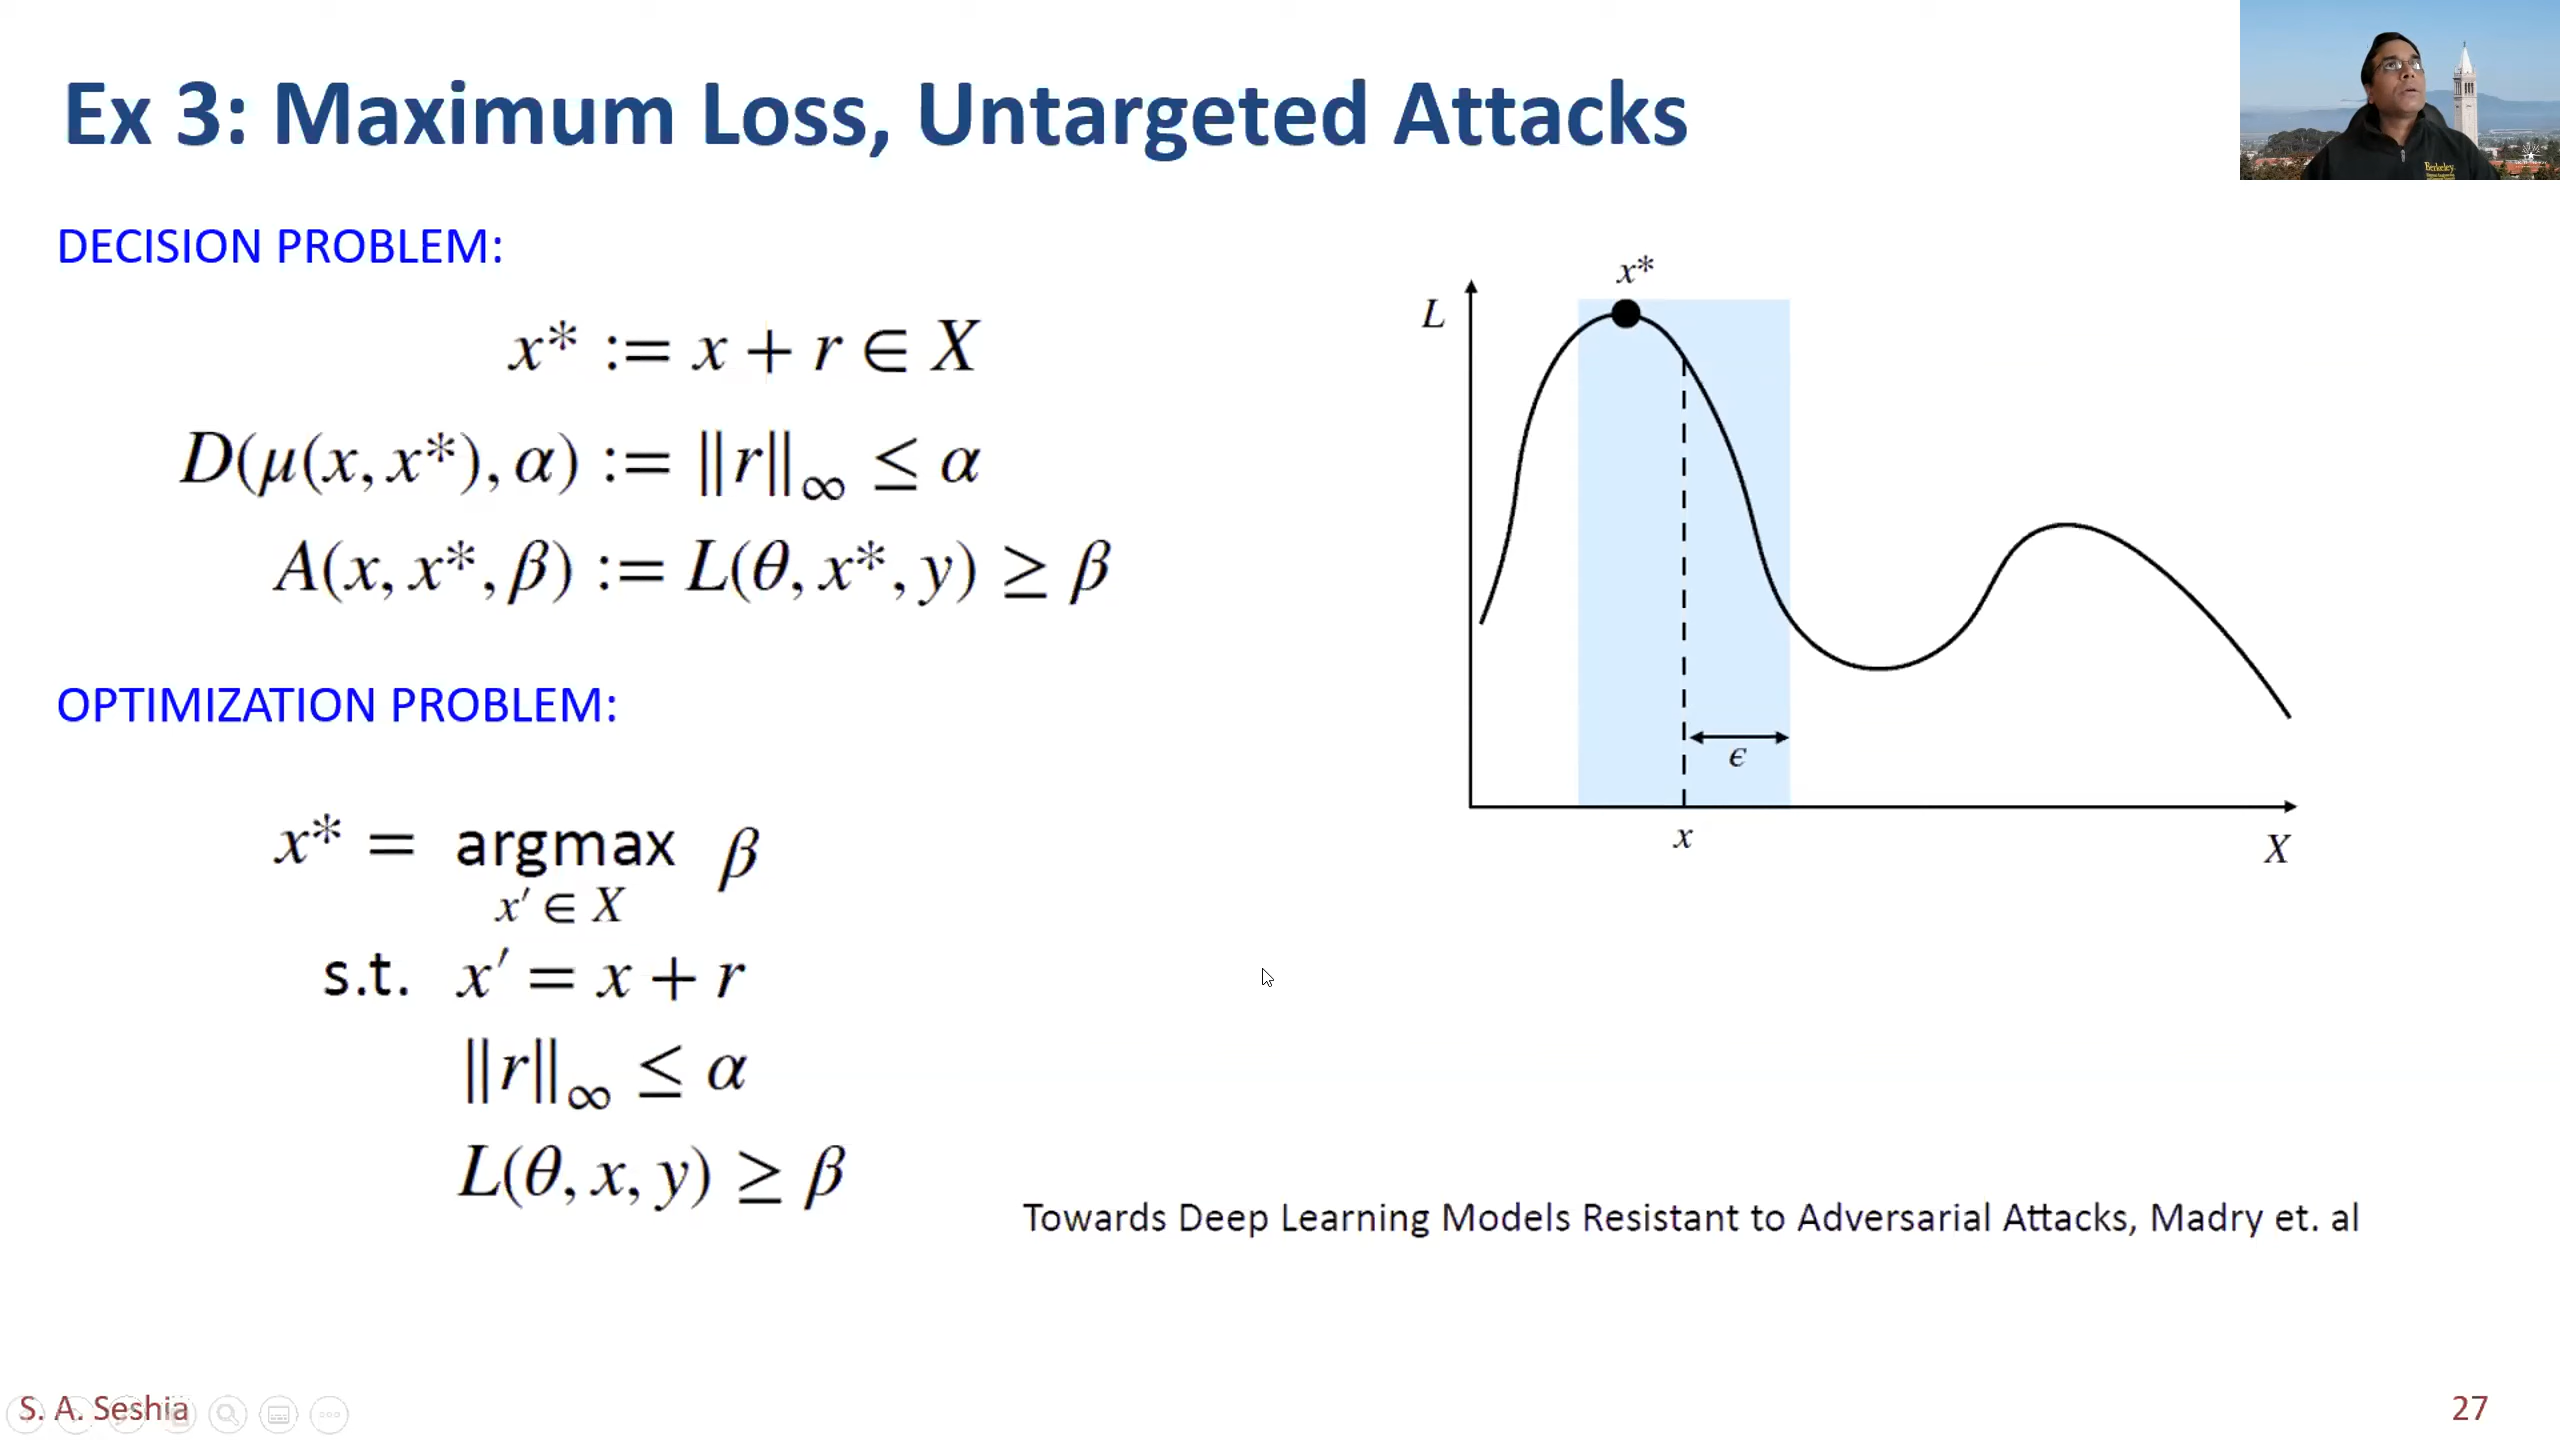 Ex 3: Maximum Loss, Untargeted Attacks
Berkeley
DECISION PROBLEM:
x* := x + r ∈ X
D(μ(x, x*), α) := ‖r‖∞ ≤ α
A(x, x*, β) := L(θ, x*, y) ≥ β
OPTIMIZATION PROBLEM:
x* = argmax β
x′ ∈ X
s.t. x′ = x + r
‖r‖∞ ≤ α
L(θ, x, y) ≥ β
x*
L
ϵ
x
X
Towards Deep Learning Models Resistant to Adversarial Attacks, Madry et. al
S. A. Seshia
27